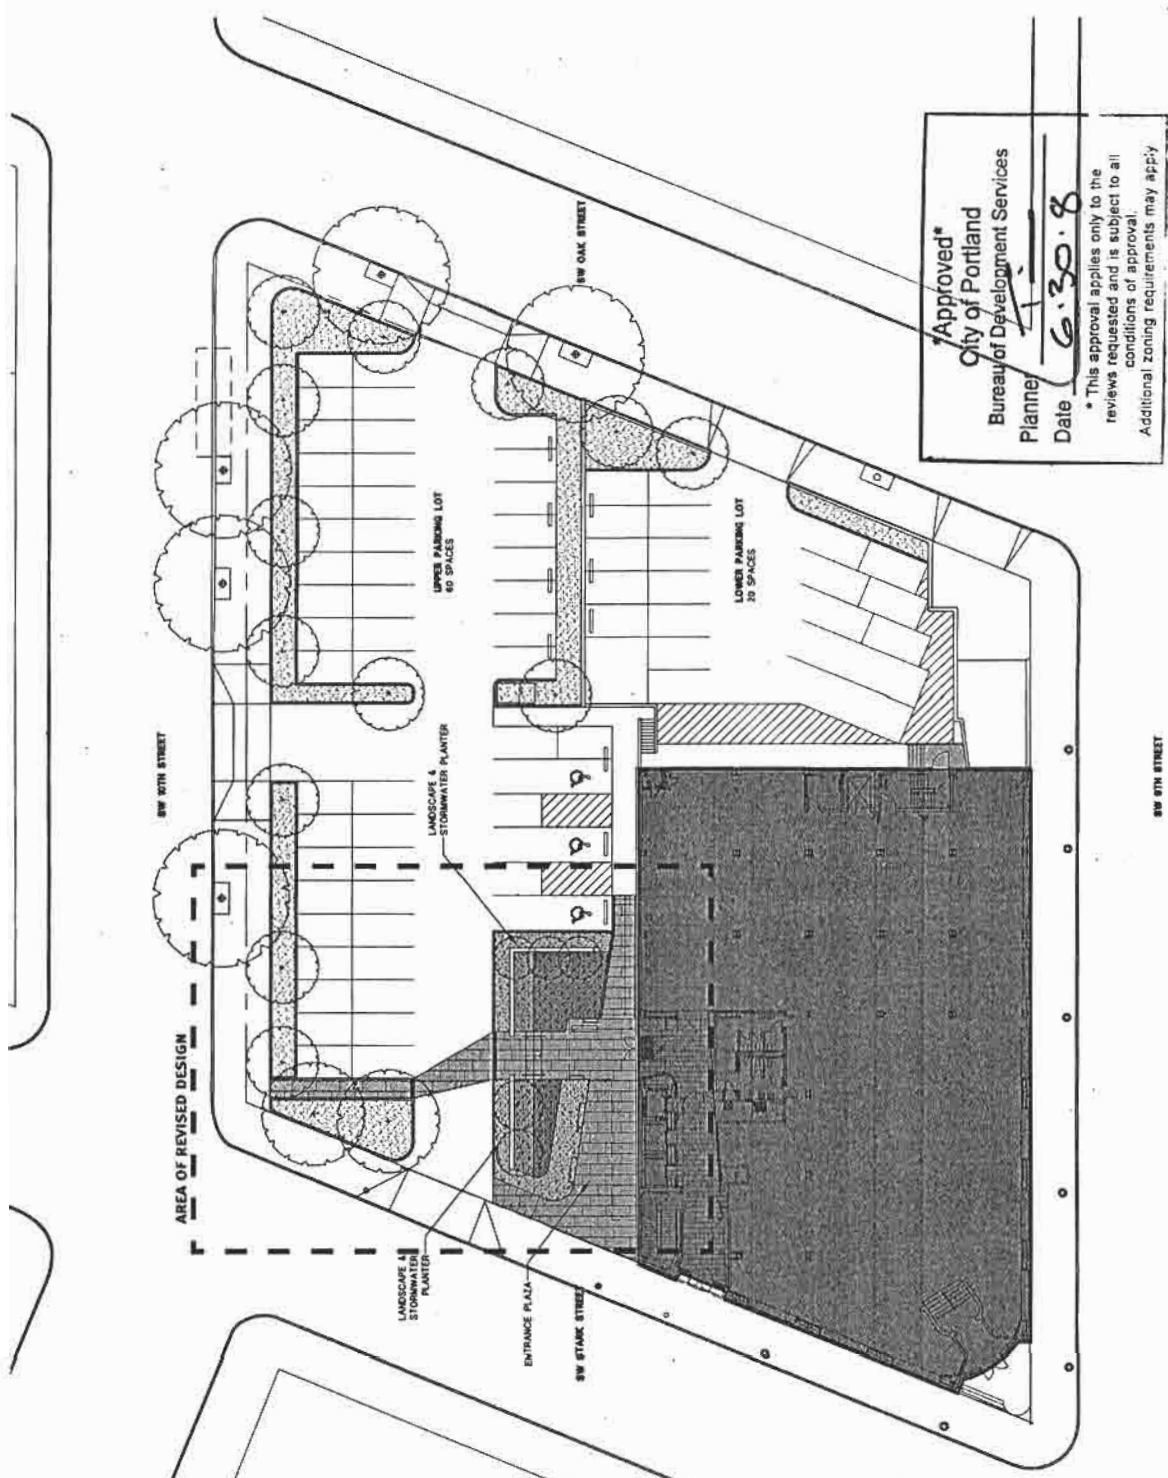 SW 10TH STREET
AREA OF REVISED DESIGN
LANDSCAPE &
STORMWATER
PLANTER
LANDSCAPE &
STORMWATER PLANTER
UPPER PARKING LOT
60 SPACES
ENTRANCE PLAZA
SW STARK STREET
SW OAK STREET
LOWER PARKING LOT
20 SPACES
*Approved*
City of Portland
Bureau of Development Services
Planner
Date 6.30.8
* This approval applies only to the
reviews requested and is subject to all
conditions of approval.
Additional zoning requirements may apply
SW 9TH STREET